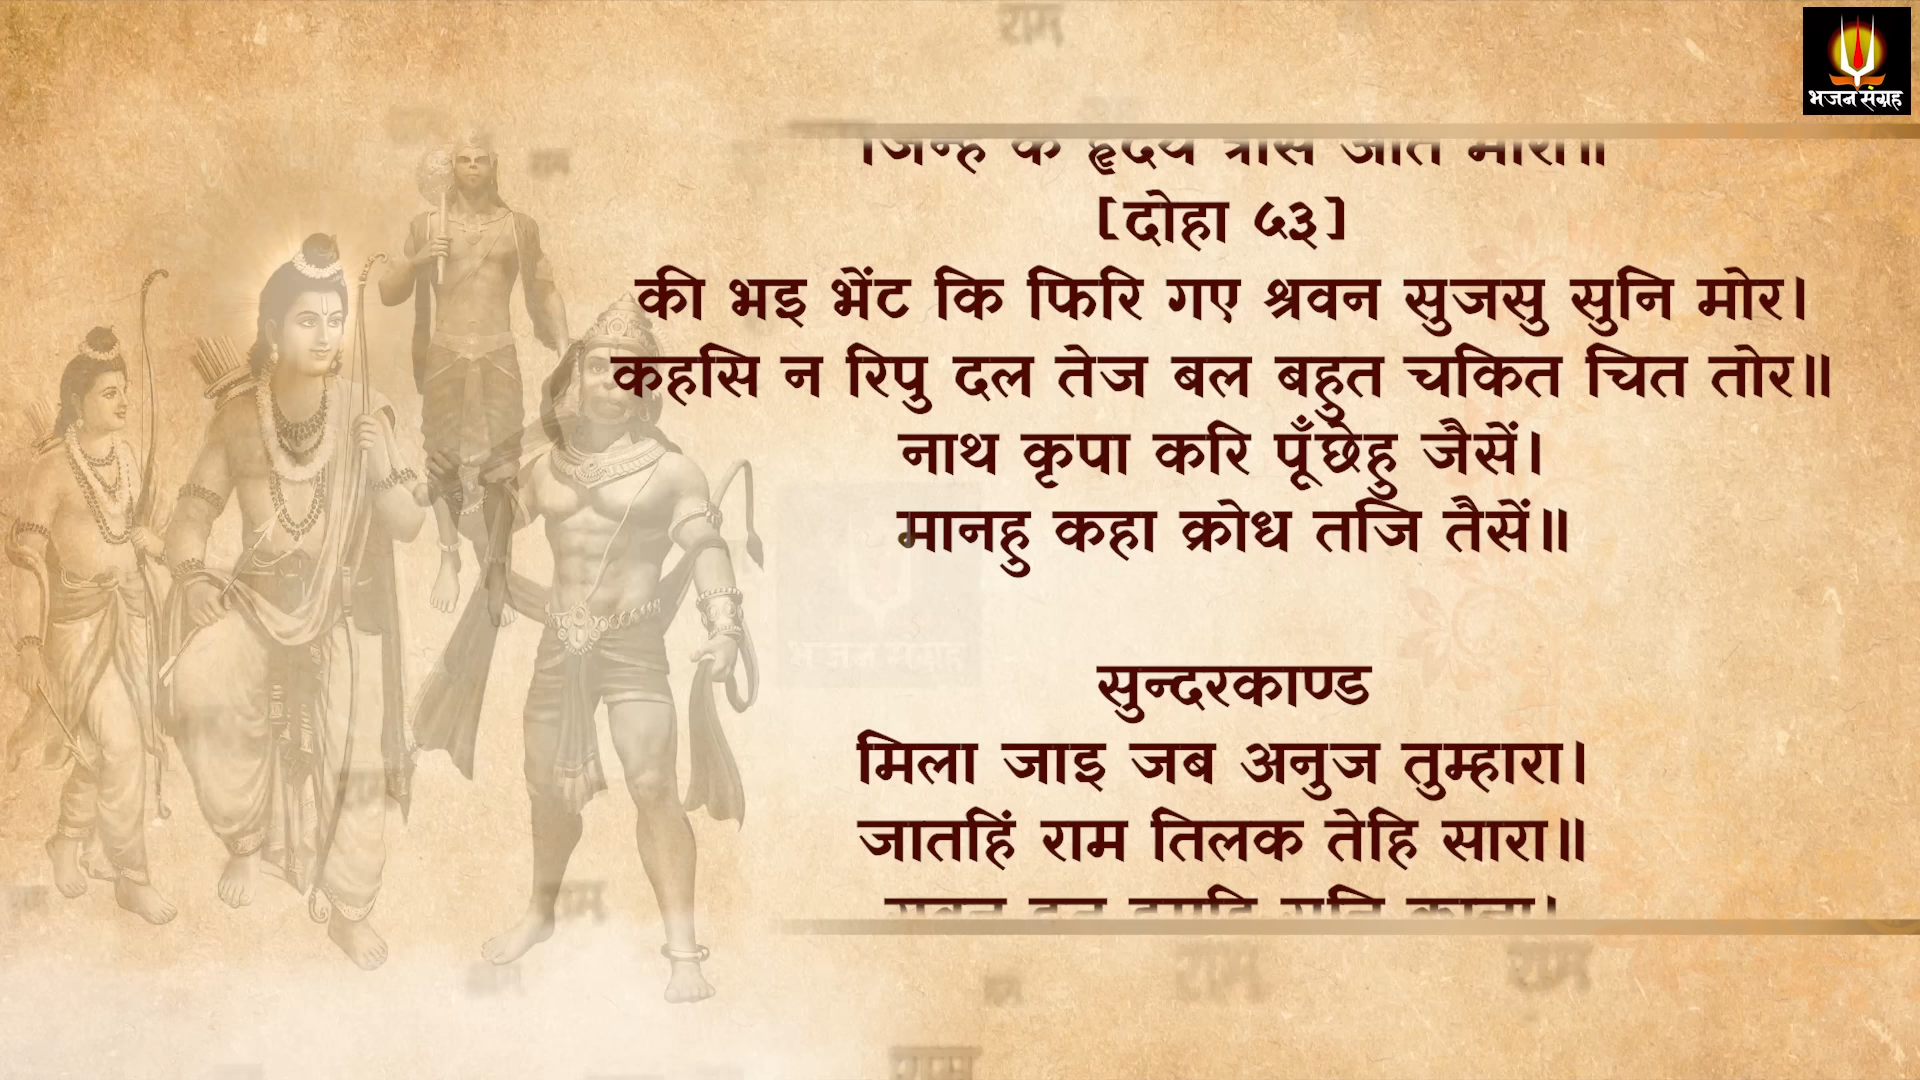 भजन संग्रह
[दोहा ५३]
की भइ भेंट कि फिरि गए श्रवन सुजसु सुनि मोर।
कहसि न रिपु दल तेज बल बहुत चकित चित तोर॥
नाथ कृपा करि पूँछेहु जैसें।
मानहु कहा क्रोध तजि तैसें॥
सुन्दरकाण्ड
मिला जाइ जब अनुज तुम्हारा।
जातहिं राम तिलक तेहि सारा॥